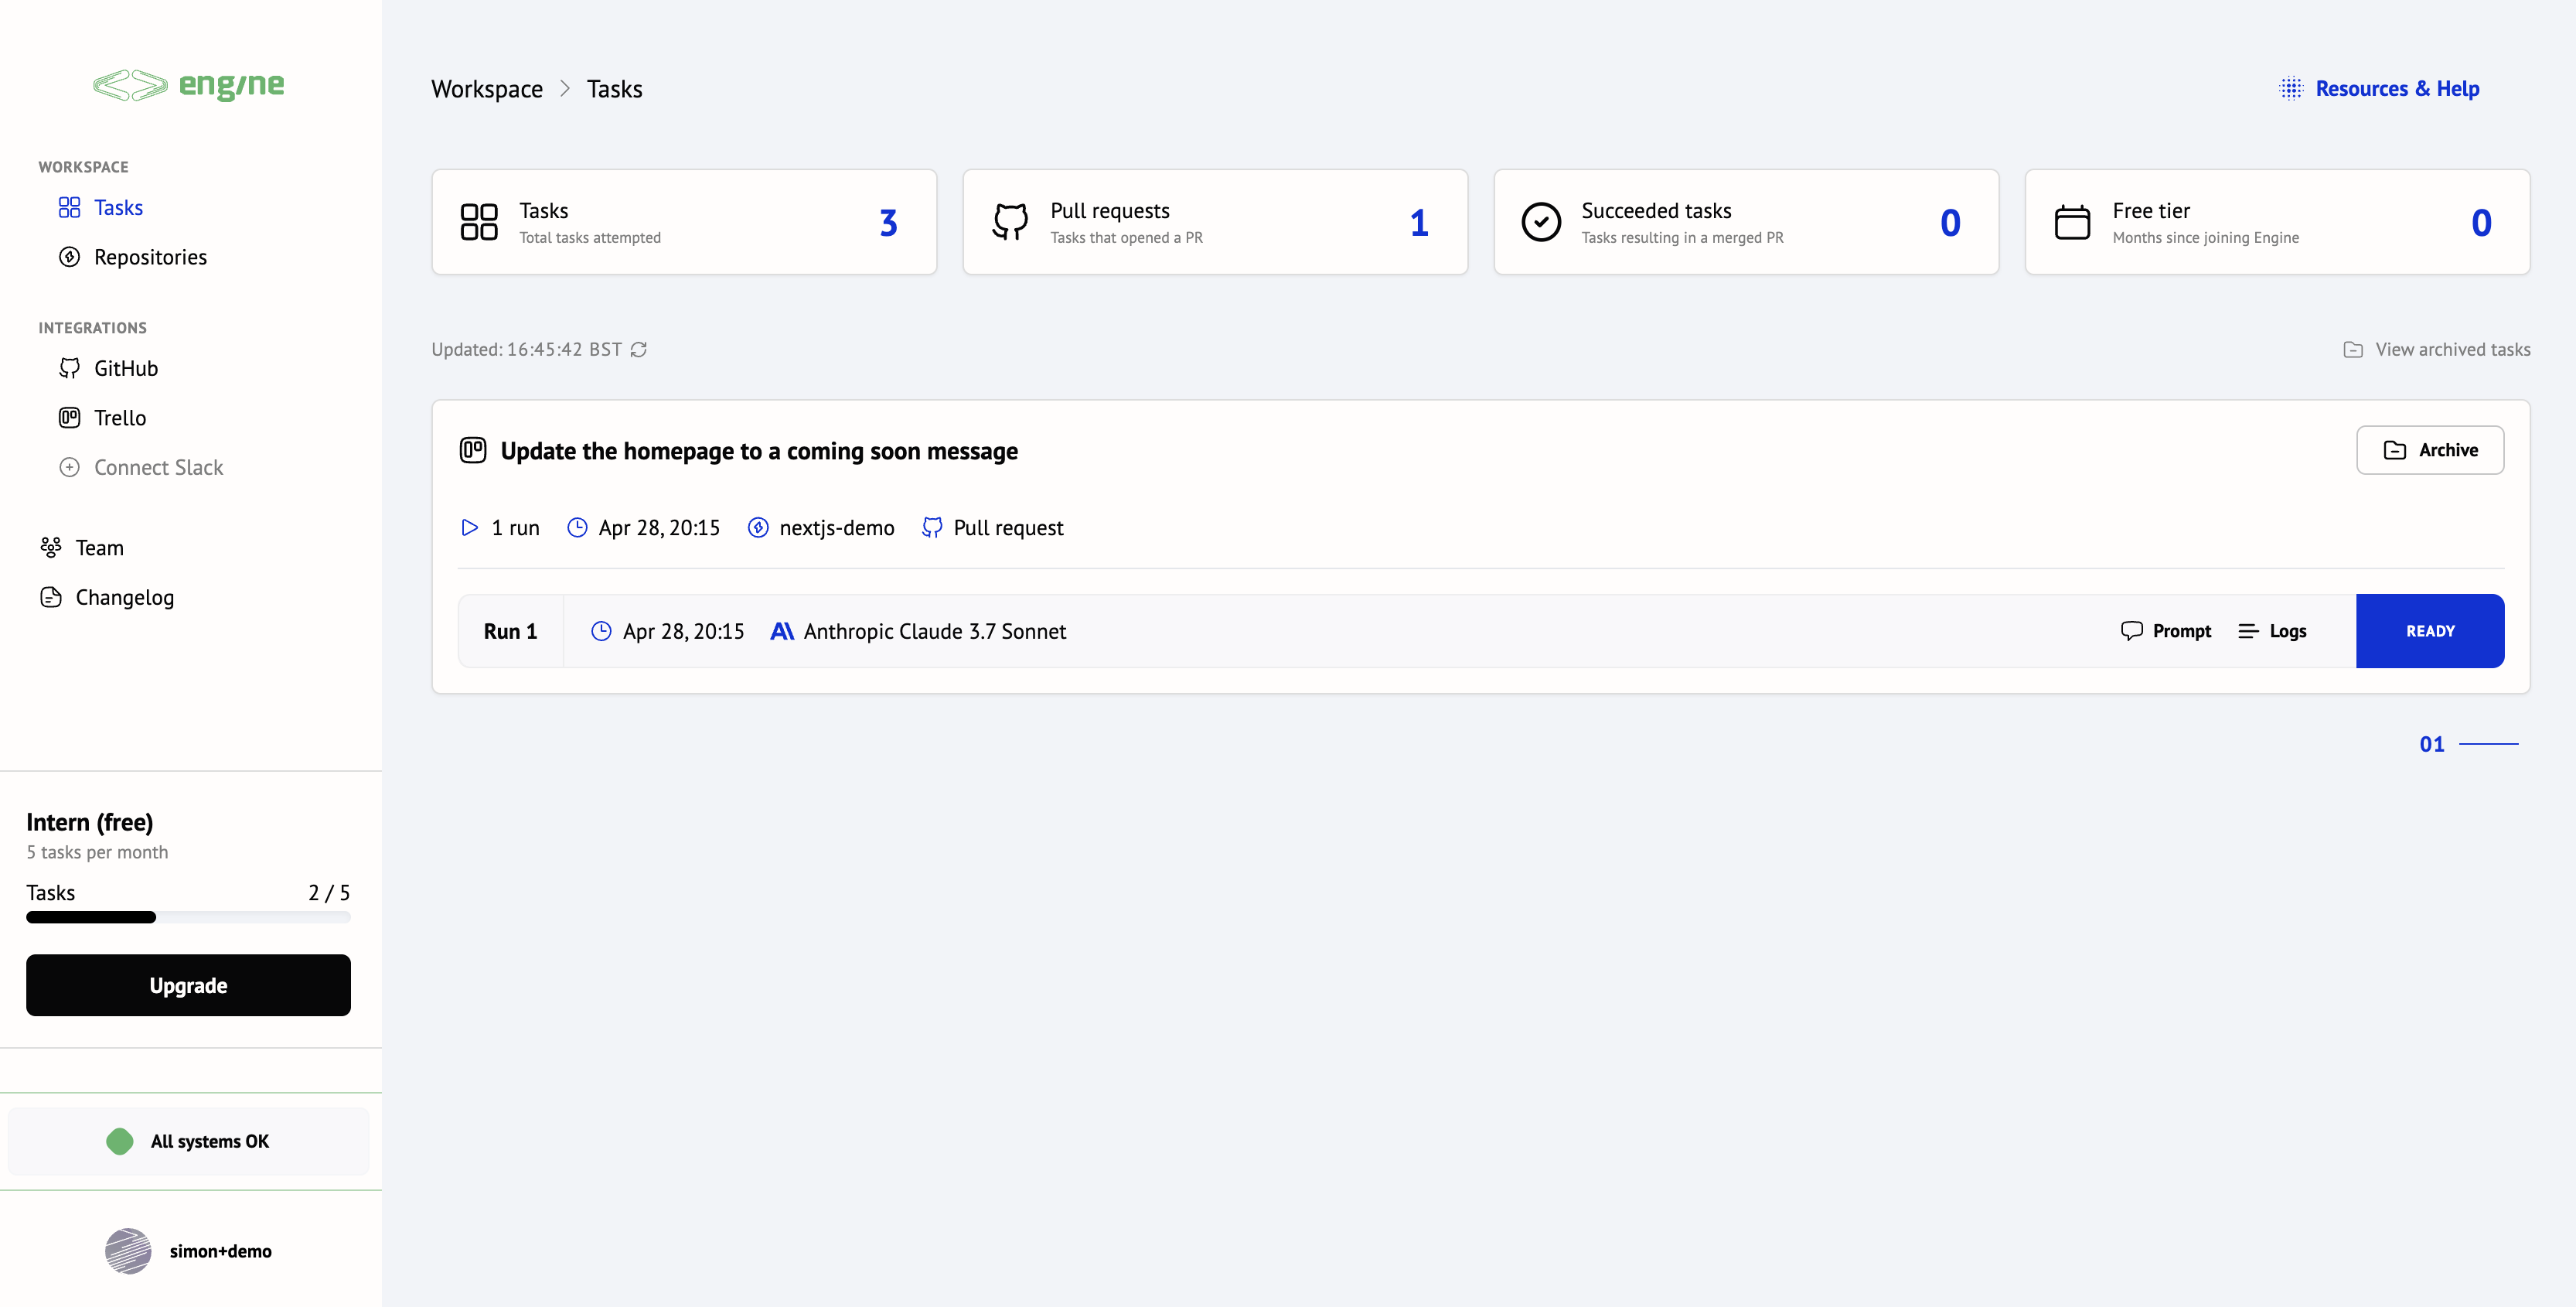 engine
WORKSPACE
Tasks
Repositories
INTEGRATIONS
GitHub
Trello
Connect Slack
Team
Changelog
Intern (free)
5 tasks per month
Tasks 2 / 5
Upgrade
All systems OK
simon+demo
Workspace > Tasks
Resources & Help
Tasks
Total tasks attempted
3
Pull requests
Tasks that opened a PR
1
Succeeded tasks
Tasks resulting in a merged PR
0
Free tier
Months since joining Engine
0
Updated: 16:45:42 BST
View archived tasks
Update the homepage to a coming soon message
Archive
1 run Apr 28, 20:15 nextjs-demo Pull request
Run 1 Apr 28, 20:15 Anthropic Claude 3.7 Sonnet Prompt Logs READY
01